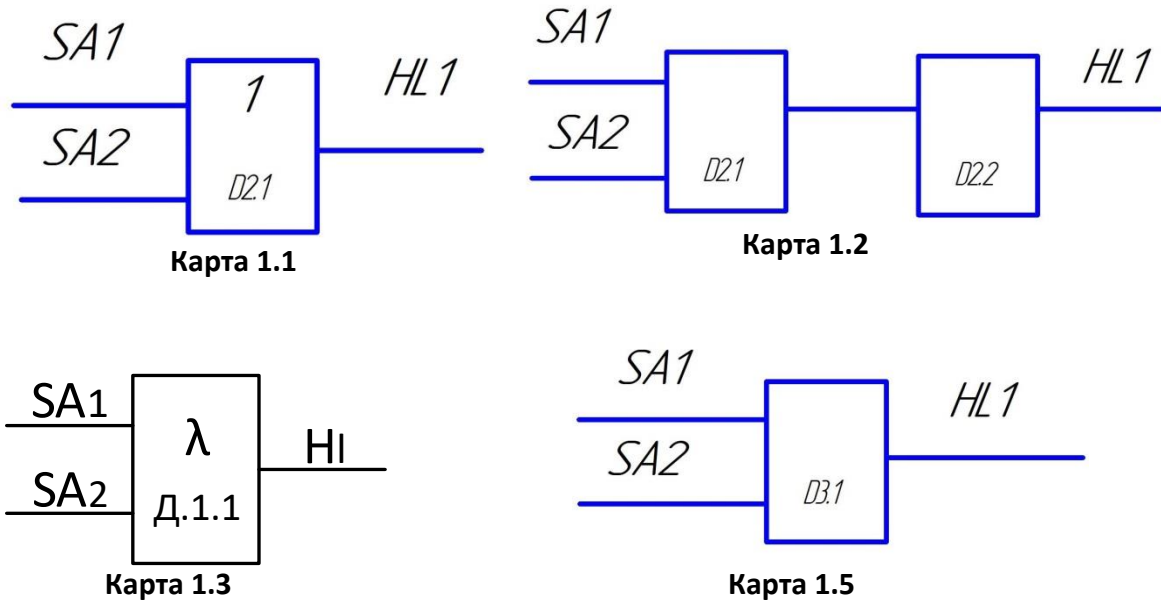 SA1
1
HL1
SA2
D2.1
Карта 1.1
SA1
HL1
SA2
D2.1
D2.2
Карта 1.2
SA1
λ
HI
SA2
Д.1.1
Карта 1.3
SA1
HL1
SA2
D3.1
Карта 1.5